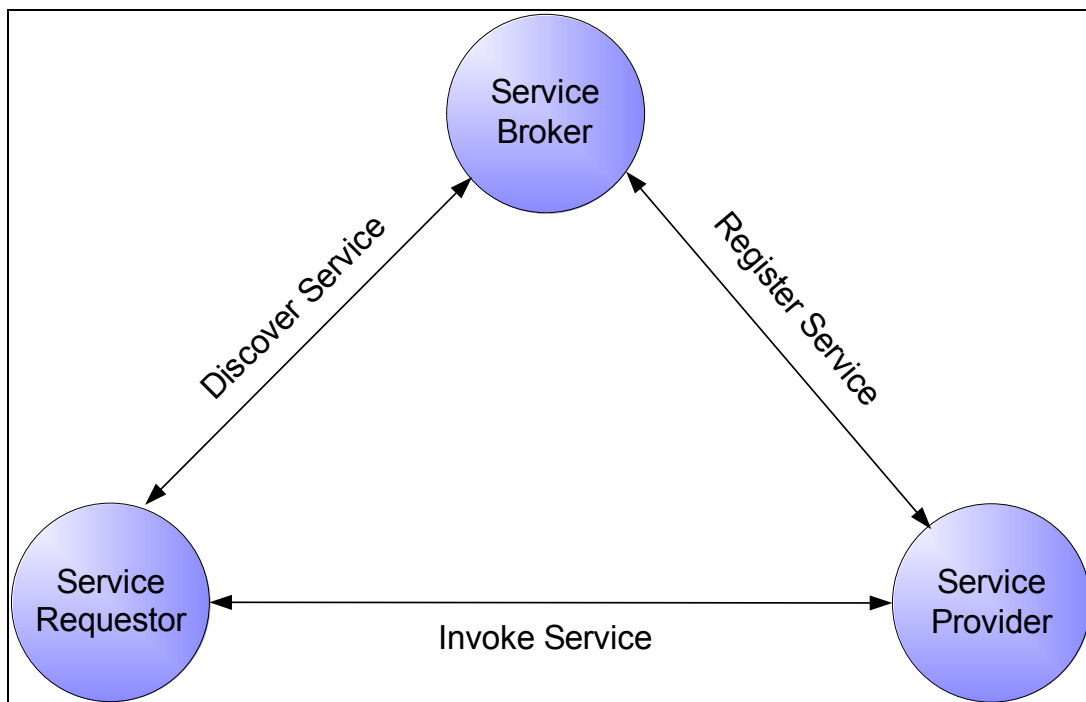 Service
Broker
Discover Service
Register Service
Service
Requestor
Invoke Service
Service
Provider